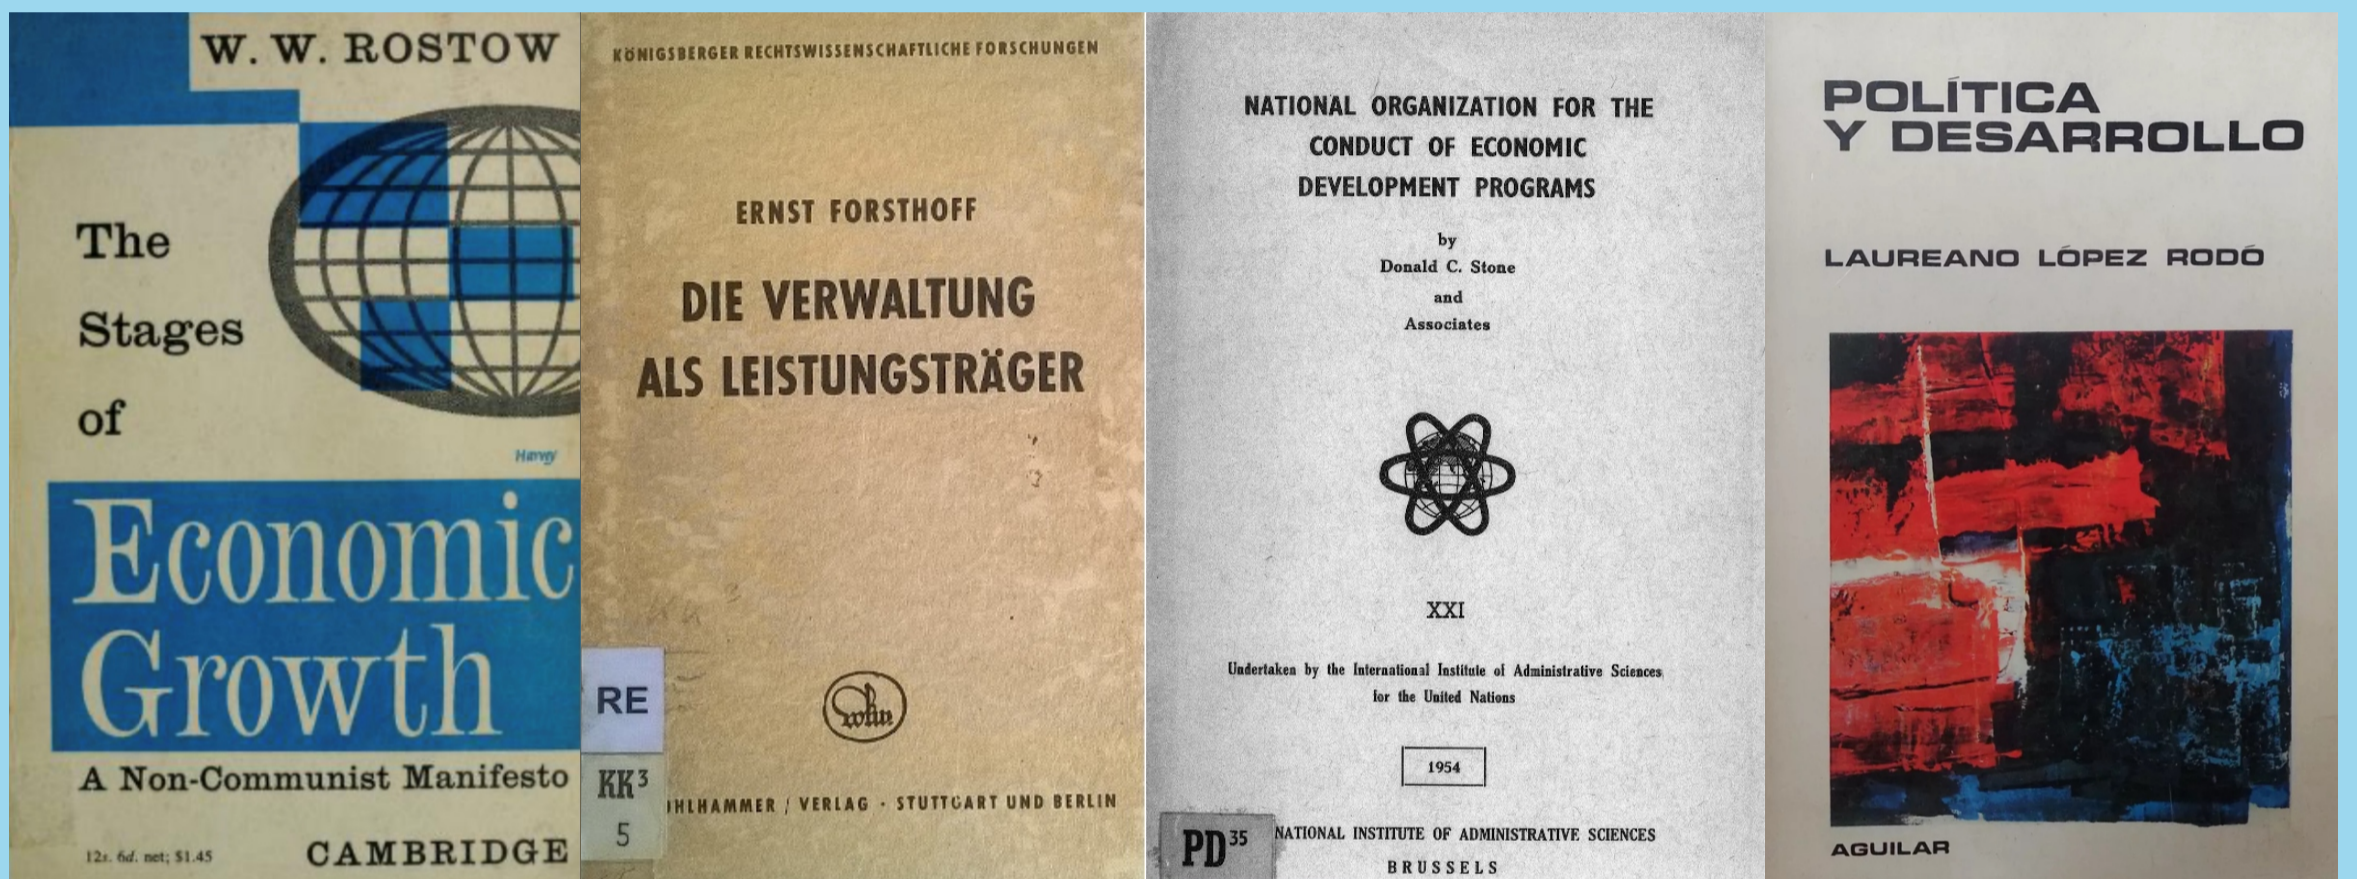 W. W. ROSTOW
The
Stages
of
Harvey
Economic
Growth
A Non-Communist Manifesto
12s. 6d. net; $1.45
CAMBRIDGE
KÖNIGSBERGER RECHTSWISSENSCHAFTLICHE FORSCHUNGEN
ERNST FORSTHOFF
DIE VERWALTUNG
ALS LEISTUNGSTRÄGER
RE
KK³
5
OHLHAMMER / VERLAG · STUTTGART UND BERLIN
NATIONAL ORGANIZATION FOR THE
CONDUCT OF ECONOMIC
DEVELOPMENT PROGRAMS
by
Donald C. Stone
and
Associates
XXI
Undertaken by the International Institute of Administrative Sciences
for the United Nations
1954
PD³⁵
NATIONAL INSTITUTE OF ADMINISTRATIVE SCIENCES
BRUSSELS
POLÍTICA
Y DESARROLLO
LAUREANO LÓPEZ RODÓ
AGUILAR